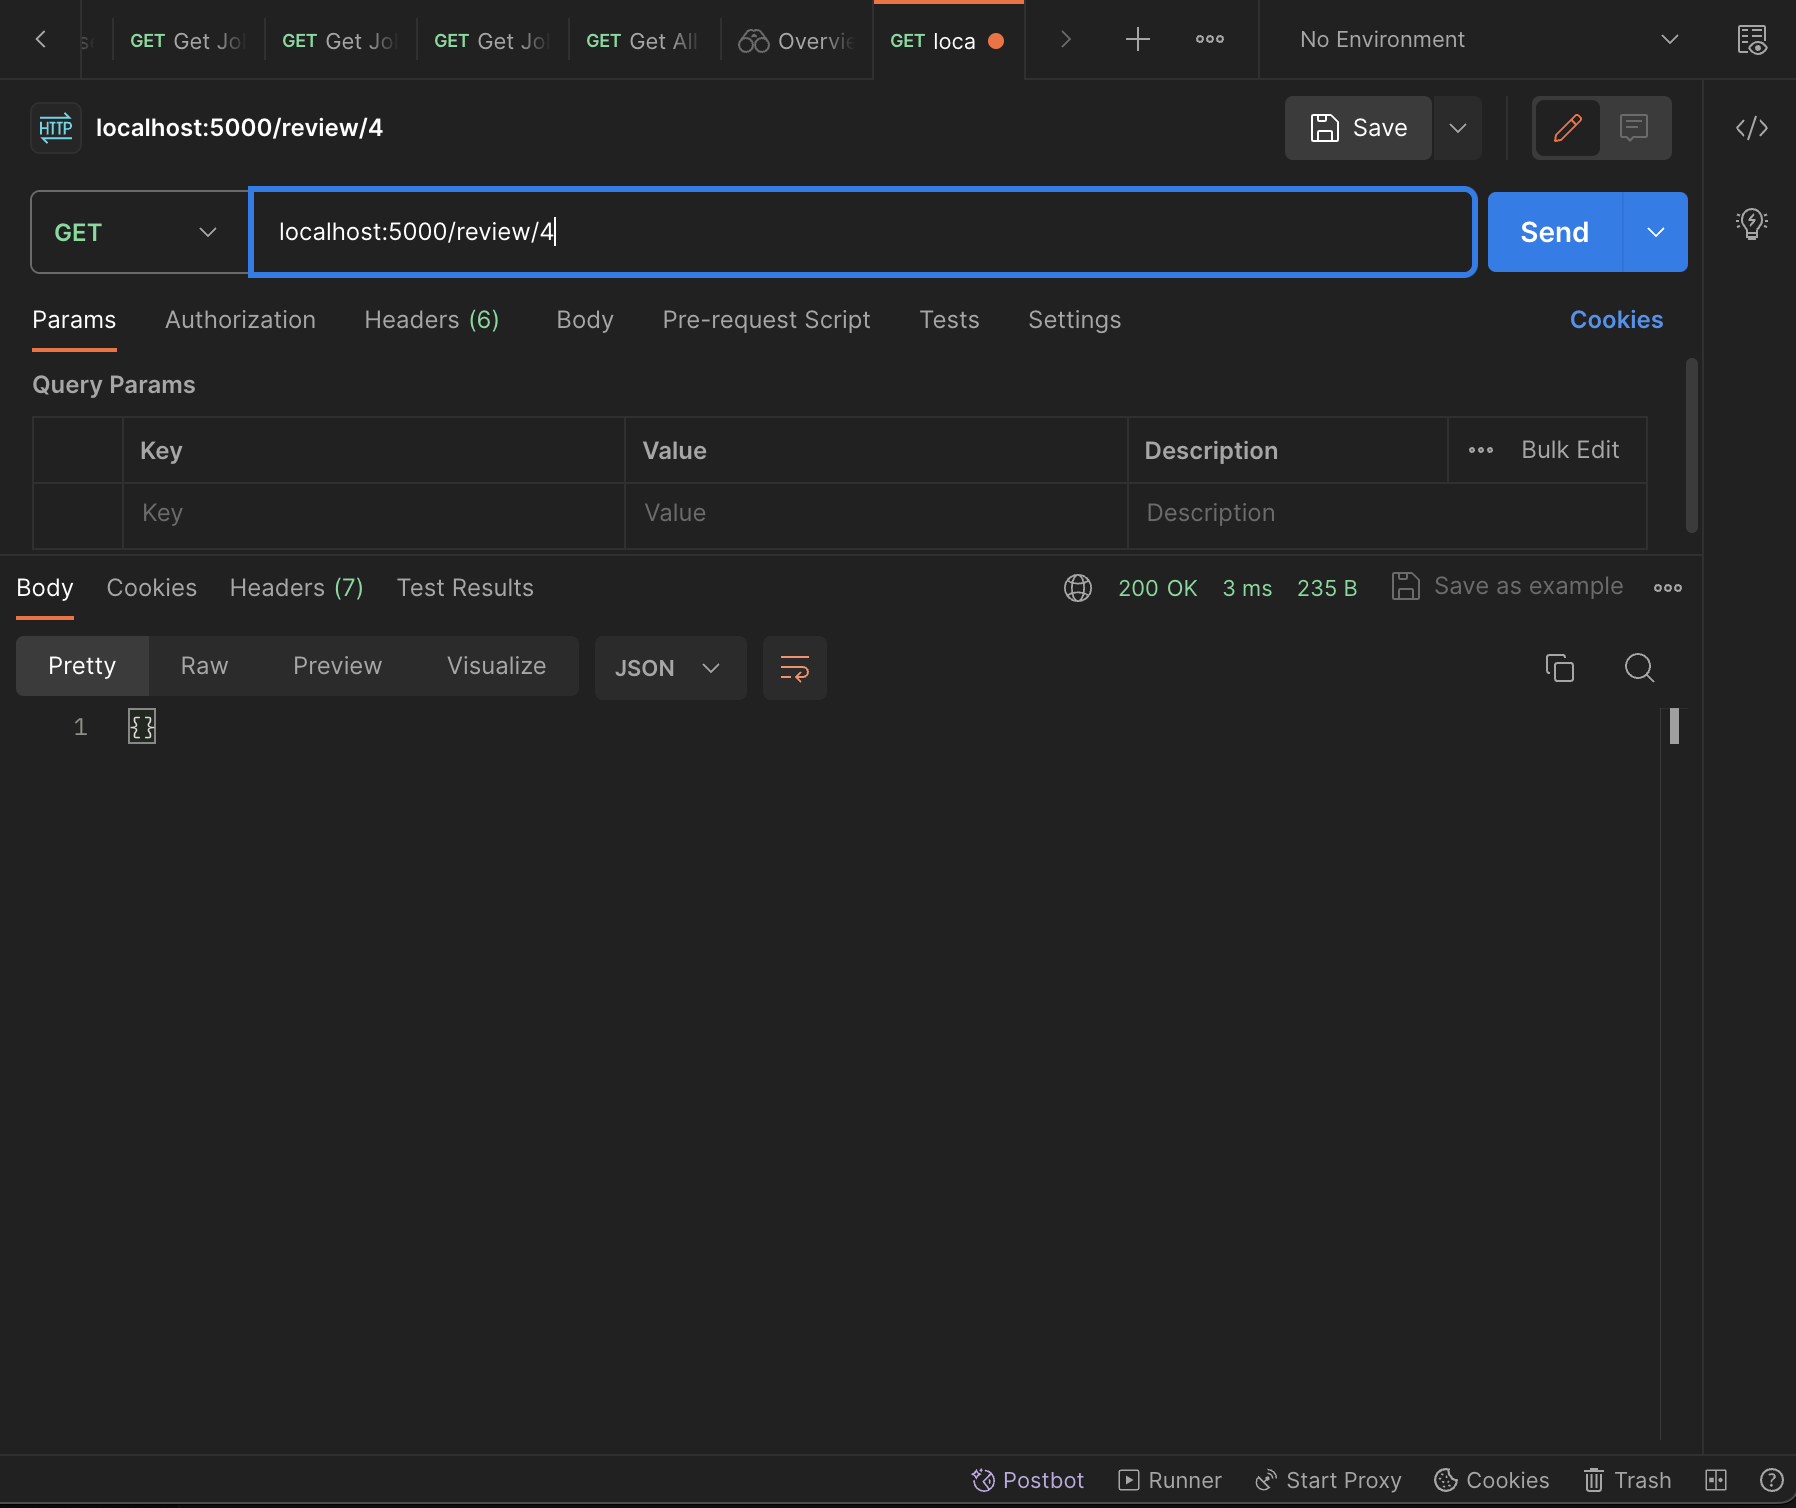 GET Get Jo GET Get Jo GET Get Jo GET Get All Overvie GET loca No Environment
HTTP localhost:5000/review/4 Save
GET localhost:5000/review/4 Send
Params Authorization Headers (6) Body Pre-request Script Tests Settings Cookies
Query Params
Key Value Description Bulk Edit
Key Value Description
Body Cookies Headers (7) Test Results 200 OK 3 ms 235 B Save as example
Pretty Raw Preview Visualize JSON
1 {}
Postbot Runner Start Proxy Cookies Trash